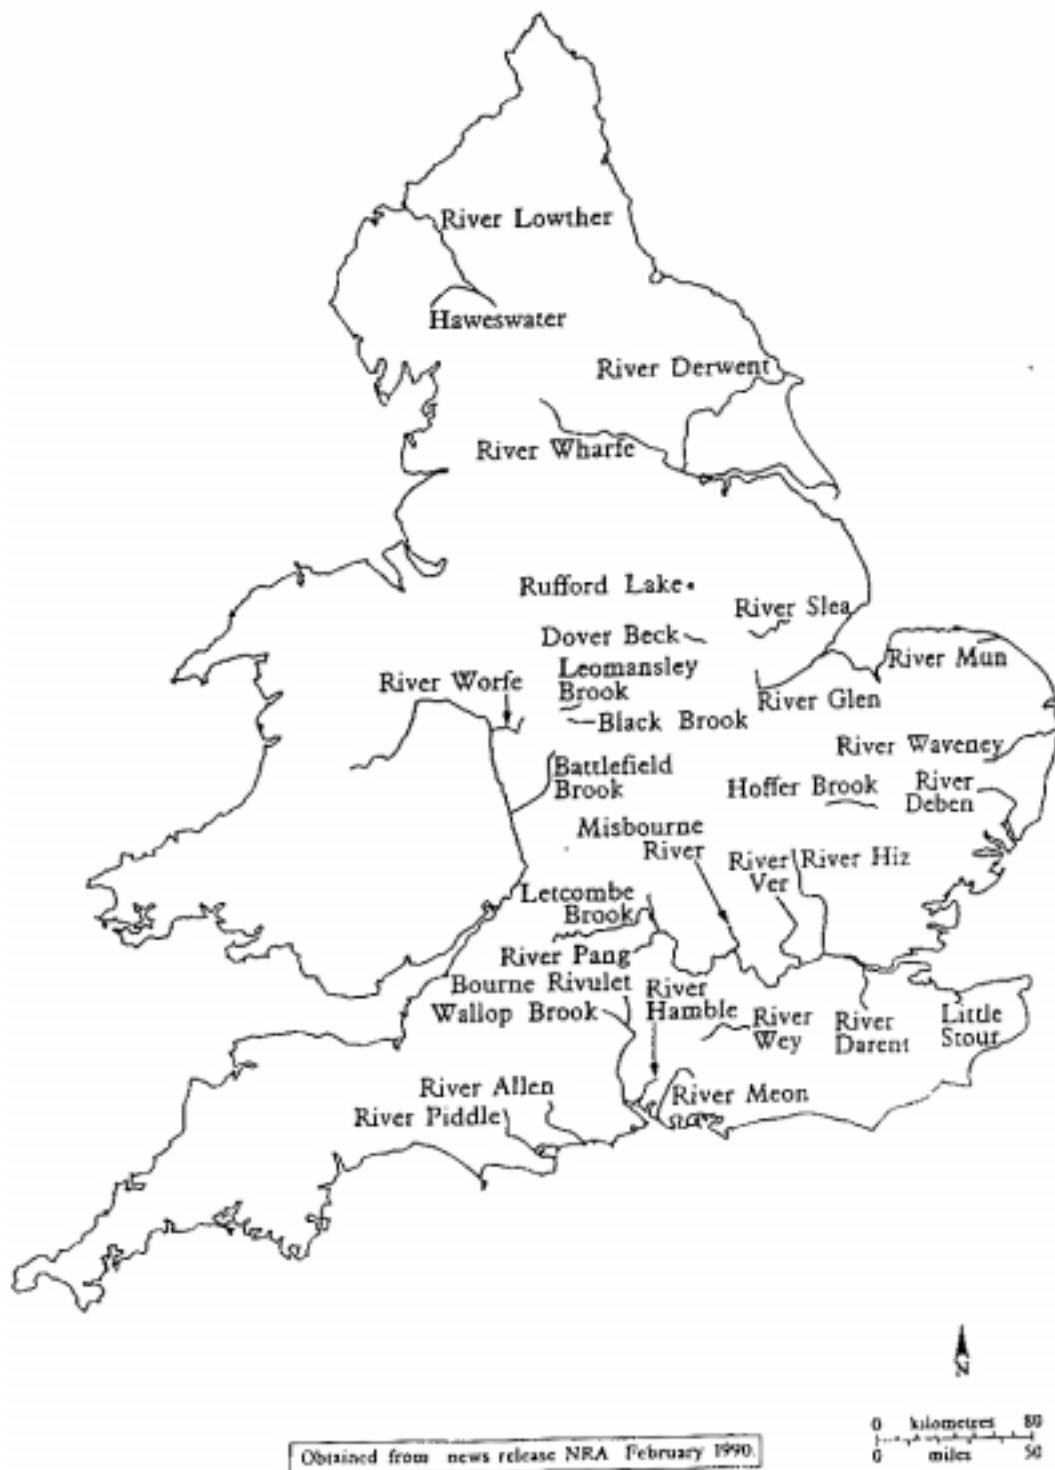 River Lowther
Haweswater
River Derwent
River Wharfe
Rufford Lake
River Slea
Dover Beck
River Mun
Leomansley
Brook
River Worfe
River Glen
Black Brook
River Waveney
Battlefield
Brook
Hoffer Brook
River
Deben
Misbourne
River
River
Ver
River Hiz
Letcombe
Brook
River Pang
Bourne Rivulet
Wallop Brook
River
Hamble
River
Wey
River
Darent
Little
Stour
River Allen
River Meon
River Piddle
N
0 kilometres 80
0 miles 50
Obtained from news release NRA February 1990.